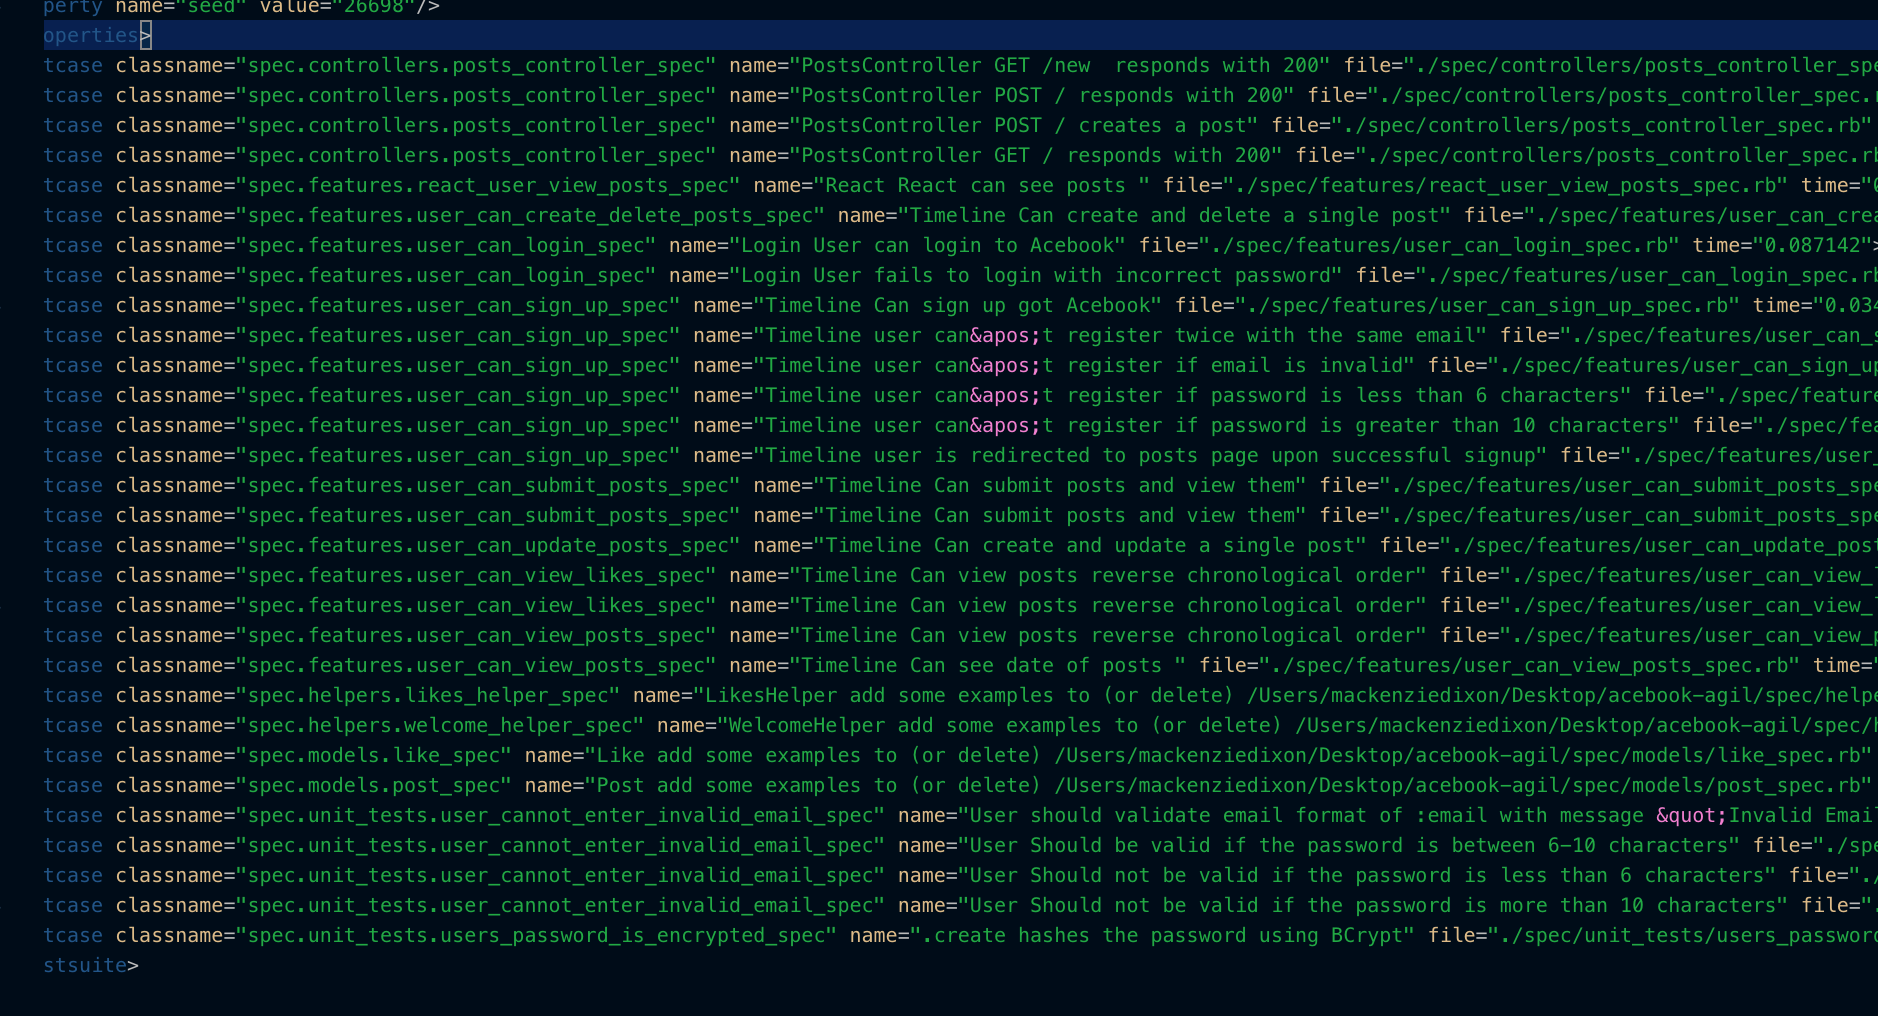 perty name="seed" value="26698"/>
operties>
tcase classname="spec.controllers.posts_controller_spec" name="PostsController GET /new  responds with 200" file="./spec/controllers/posts_controller_spe
tcase classname="spec.controllers.posts_controller_spec" name="PostsController POST / responds with 200" file="./spec/controllers/posts_controller_spec.r
tcase classname="spec.controllers.posts_controller_spec" name="PostsController POST / creates a post" file="./spec/controllers/posts_controller_spec.rb"
tcase classname="spec.controllers.posts_controller_spec" name="PostsController GET / responds with 200" file="./spec/controllers/posts_controller_spec.rb
tcase classname="spec.features.react_user_view_posts_spec" name="React React can see posts " file="./spec/features/react_user_view_posts_spec.rb" time="0
tcase classname="spec.features.user_can_create_delete_posts_spec" name="Timeline Can create and delete a single post" file="./spec/features/user_can_crea
tcase classname="spec.features.user_can_login_spec" name="Login User can login to Acebook" file="./spec/features/user_can_login_spec.rb" time="0.087142">
tcase classname="spec.features.user_can_login_spec" name="Login User fails to login with incorrect password" file="./spec/features/user_can_login_spec.rb
tcase classname="spec.features.user_can_sign_up_spec" name="Timeline Can sign up got Acebook" file="./spec/features/user_can_sign_up_spec.rb" time="0.034
tcase classname="spec.features.user_can_sign_up_spec" name="Timeline user can&apos;t register twice with the same email" file="./spec/features/user_can_s
tcase classname="spec.features.user_can_sign_up_spec" name="Timeline user can&apos;t register if email is invalid" file="./spec/features/user_can_sign_up
tcase classname="spec.features.user_can_sign_up_spec" name="Timeline user can&apos;t register if password is less than 6 characters" file="./spec/feature
tcase classname="spec.features.user_can_sign_up_spec" name="Timeline user can&apos;t register if password is greater than 10 characters" file="./spec/fea
tcase classname="spec.features.user_can_sign_up_spec" name="Timeline user is redirected to posts page upon successful signup" file="./spec/features/user_
tcase classname="spec.features.user_can_submit_posts_spec" name="Timeline Can submit posts and view them" file="./spec/features/user_can_submit_posts_spe
tcase classname="spec.features.user_can_submit_posts_spec" name="Timeline Can submit posts and view them" file="./spec/features/user_can_submit_posts_spe
tcase classname="spec.features.user_can_update_posts_spec" name="Timeline Can create and update a single post" file="./spec/features/user_can_update_post
tcase classname="spec.features.user_can_view_likes_spec" name="Timeline Can view posts reverse chronological order" file="./spec/features/user_can_view_l
tcase classname="spec.features.user_can_view_likes_spec" name="Timeline Can view posts reverse chronological order" file="./spec/features/user_can_view_l
tcase classname="spec.features.user_can_view_posts_spec" name="Timeline Can view posts reverse chronological order" file="./spec/features/user_can_view_p
tcase classname="spec.features.user_can_view_posts_spec" name="Timeline Can see date of posts " file="./spec/features/user_can_view_posts_spec.rb" time="
tcase classname="spec.helpers.likes_helper_spec" name="LikesHelper add some examples to (or delete) /Users/mackenziedixon/Desktop/acebook-agil/spec/helpe
tcase classname="spec.helpers.welcome_helper_spec" name="WelcomeHelper add some examples to (or delete) /Users/mackenziedixon/Desktop/acebook-agil/spec/h
tcase classname="spec.models.like_spec" name="Like add some examples to (or delete) /Users/mackenziedixon/Desktop/acebook-agil/spec/models/like_spec.rb"
tcase classname="spec.models.post_spec" name="Post add some examples to (or delete) /Users/mackenziedixon/Desktop/acebook-agil/spec/models/post_spec.rb"
tcase classname="spec.unit_tests.user_cannot_enter_invalid_email_spec" name="User should validate email format of :email with message &quot;Invalid Emai
tcase classname="spec.unit_tests.user_cannot_enter_invalid_email_spec" name="User Should be valid if the password is between 6-10 characters" file="./spe
tcase classname="spec.unit_tests.user_cannot_enter_invalid_email_spec" name="User Should not be valid if the password is less than 6 characters" file="./
tcase classname="spec.unit_tests.user_cannot_enter_invalid_email_spec" name="User Should not be valid if the password is more than 10 characters" file=".
tcase classname="spec.unit_tests.users_password_is_encrypted_spec" name=".create hashes the password using BCrypt" file="./spec/unit_tests/users_password
stsuite>